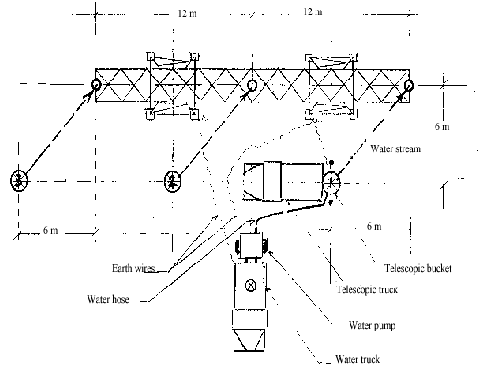 12 m
12 m
6 m
Water stream
6 m
6 m
Earth wires
Telescopic bucket
Water hose
Telescopic truck
Water pump
Water truck